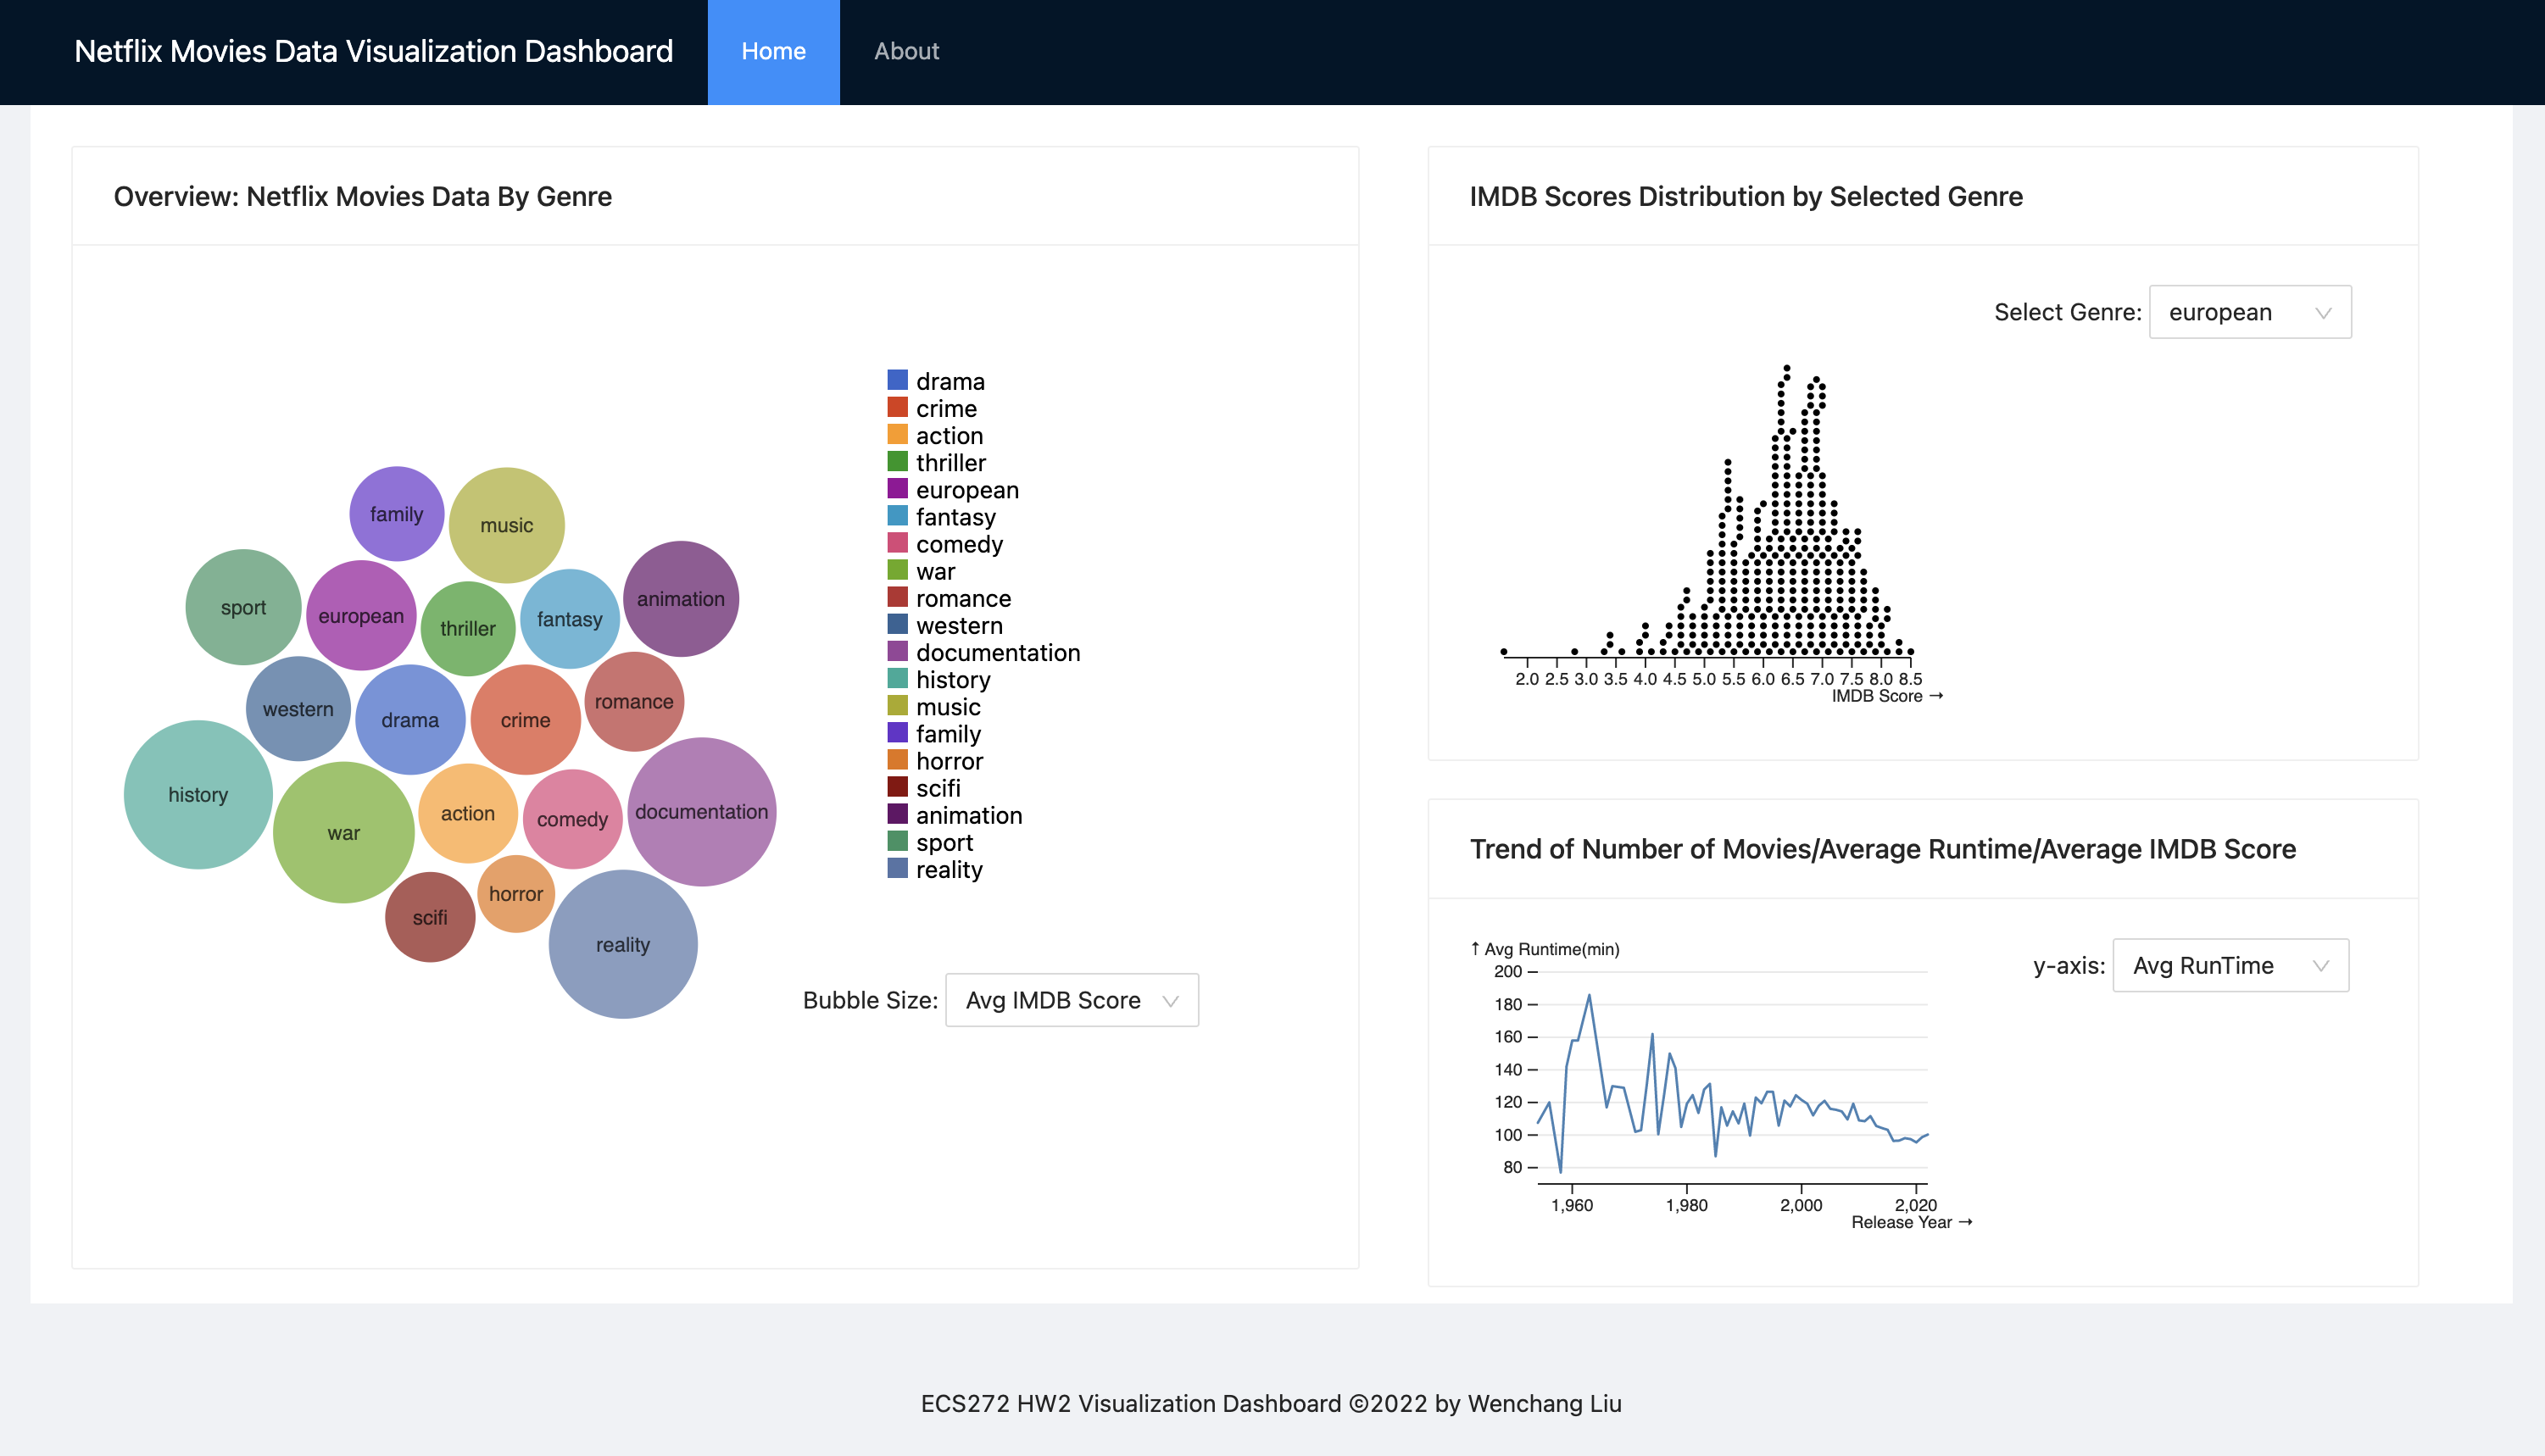 Netflix Movies Data Visualization Dashboard Home About
Overview: Netflix Movies Data By Genre
family
music
sport
european
thriller
fantasy
animation
western
drama
crime
romance
history
war
action
comedy
documentation
scifi
horror
reality
drama
crime
action
thriller
european
fantasy
comedy
war
romance
western
documentation
history
music
family
horror
scifi
animation
sport
reality
Bubble Size: Avg IMDB Score
IMDB Scores Distribution by Selected Genre
Select Genre: european
2.0 2.5 3.0 3.5 4.0 4.5 5.0 5.5 6.0 6.5 7.0 7.5 8.0 8.5
IMDB Score →
Trend of Number of Movies/Average Runtime/Average IMDB Score
↑ Avg Runtime(min)
y-axis: Avg RunTime
200
180
160
140
120
100
80
1,960 1,980 2,000 2,020
Release Year →
ECS272 HW2 Visualization Dashboard ©2022 by Wenchang Liu